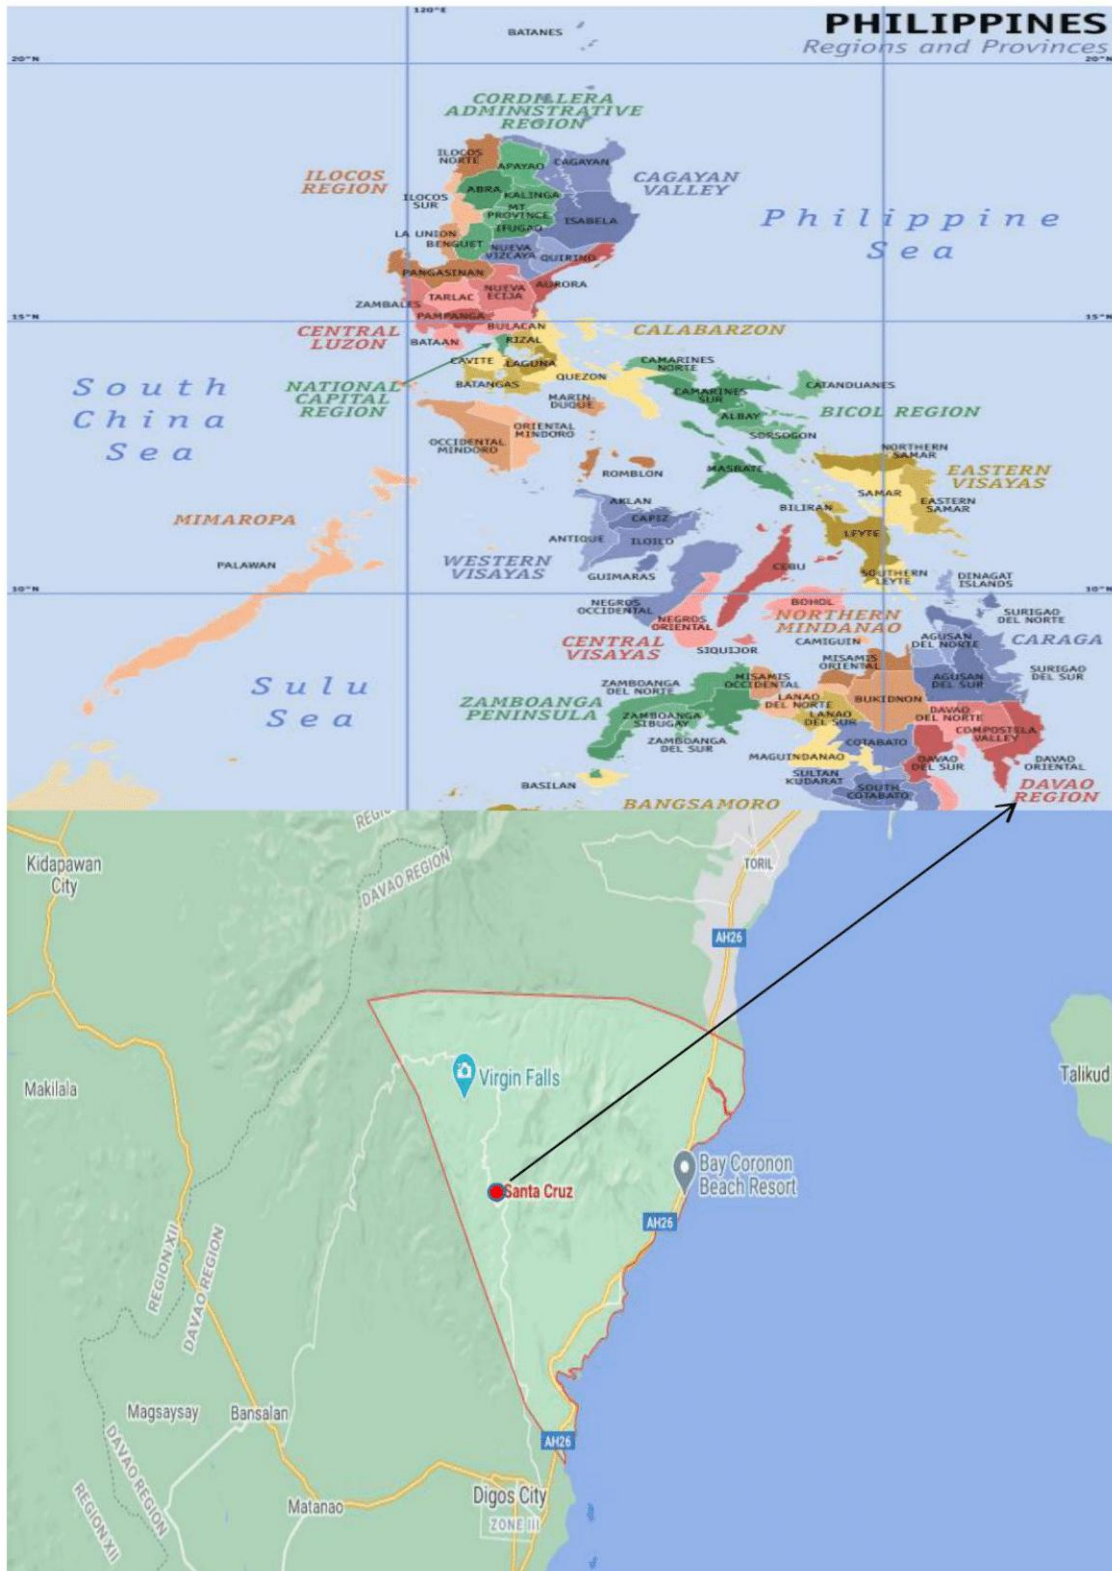 120°E
PHILIPPINES
Regions and Provinces
BATANES
20°N
20°N
CORDILLERA
ADMINISTRATIVE
REGION
ILOCOS
NORTE
APAYAO
CAGAYAN
ILOCOS
REGION
CAGAYAN
VALLEY
ABRA
KALINGA
ILOCOS
SUR
MT
PROVINCE
ISABELA
IFUGAO
Philippine
Sea
LA UNION
BENGUET
NUEVA
VIZCAYA
QUIRINO
PANGASINAN
AURORA
TARLAC
NUEVA
ECIJA
ZAMBALES
PAMPANGA
15°N
15°N
BULACAN
CENTRAL
LUZON
BATAAN
RIZAL
CALABARZON
CAVITE
LAGUNA
CAMARINES
NORTE
South
China
Sea
NATIONAL
CAPITAL
REGION
BATANGAS
QUEZON
CATANDUANES
CAMARINES
SUR
MARIN
DUQUE
ALBAY
BICOL REGION
ORIENTAL
MINDORO
OCCIDENTAL
MINDORO
SORSOGON
NORTHERN
SAMAR
ROMBLON
MASBATE
EASTERN
VISAYAS
SAMAR
EASTERN
SAMAR
AKLAN
BILIRAN
MIMAROPA
CAPIZ
ANTIQUE
ILOILO
LEYTE
PALAWAN
WESTERN
VISAYAS
CEBU
GUIMARAS
SOUTHERN
LEYTE
DINAGAT
ISLANDS
10°N
10°N
NEGROS
OCCIDENTAL
BOHOL
SURIGAO
DEL NORTE
NEGROS
ORIENTAL
NORTHERN
MINDANAO
CENTRAL
VISAYAS
CAMIGUIN
AGUSAN
DEL NORTE
CARAGA
SIQUIJOR
MISAMIS
ORIENTAL
SURIGAO
DEL SUR
Sulu
Sea
ZAMBOANGA
DEL NORTE
MISAMIS
OCCIDENTAL
AGUSAN
DEL SUR
ZAMBOANGA
PENINSULA
LANAO
DEL NORTE
BUKIDNON
ZAMBOANGA
SIBUGAY
LANAO
DEL SUR
DAVAO
DEL NORTE
COMPOSTELA
VALLEY
ZAMBOANGA
DEL SUR
COTABATO
MAGUINDANAO
DAVAO
DEL SUR
DAVAO
ORIENTAL
BASILAN
SULTAN
KUDARAT
SOUTH
COTABATO
DAVAO
REGION
BANGSAMORO
REGIO
DAVAO REGION
Kidapawan
City
TORIL
AH26
Virgin Falls
Makilala
Talikud
Bay Coronon
Beach Resort
Santa Cruz
AH26
REGION XII
DAVAO REGION
Magsaysay
Bansalan
AH26
DAVAO REGION
REGION XII
Matanao
Digos City
ZONE III